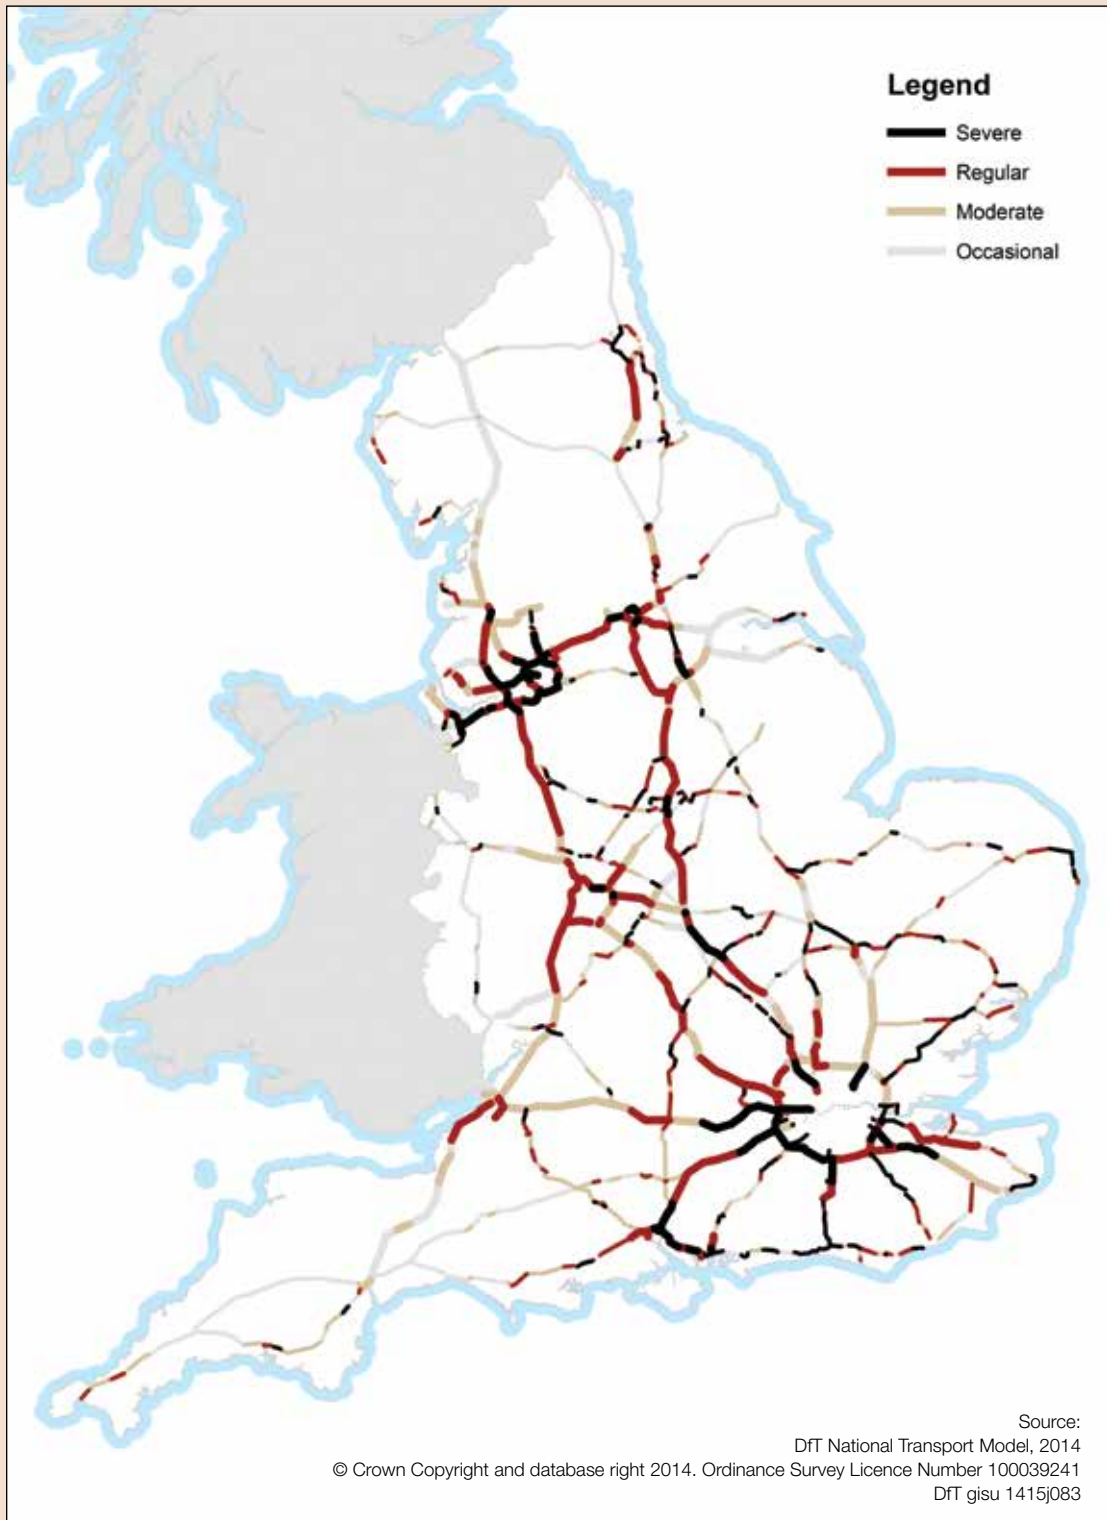 Legend
Severe
Regular
Moderate
Occasional
Source:
DfT National Transport Model, 2014
© Crown Copyright and database right 2014. Ordinance Survey Licence Number 100039241
DfT gisu 1415j083